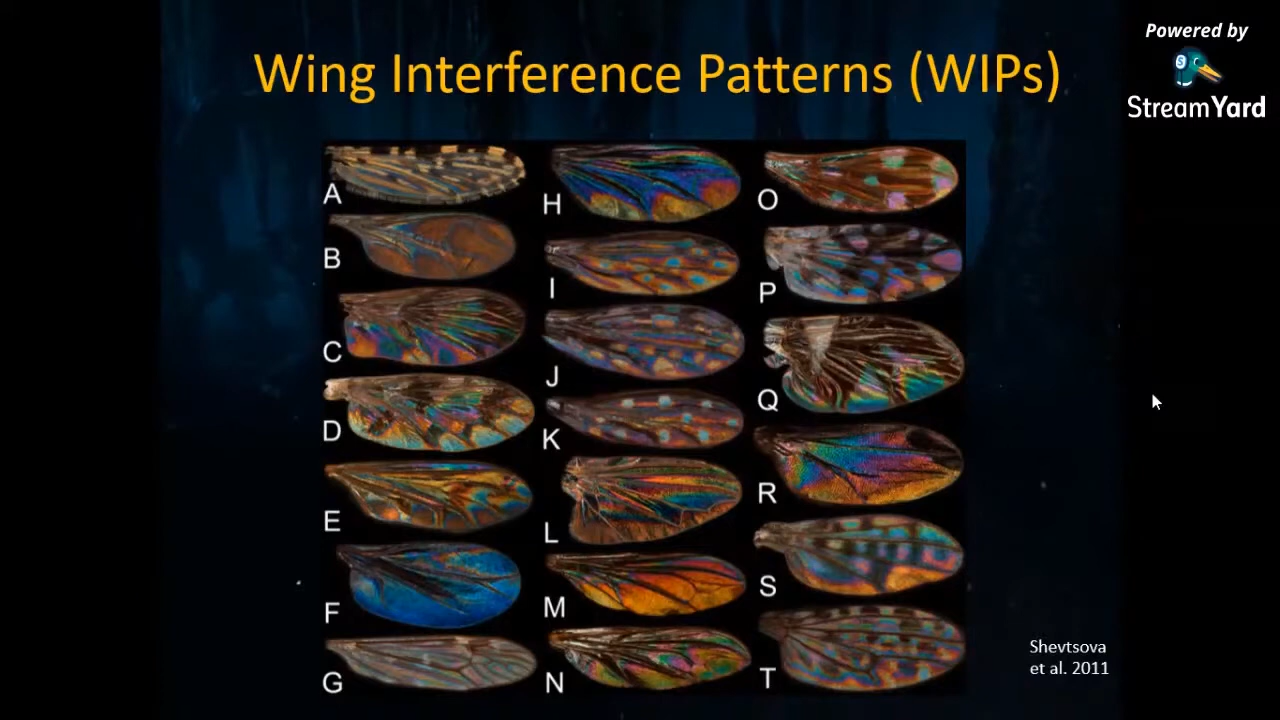 Wing Interference Patterns (WIPs)
Powered by
StreamYard
A
B
C
D
E
F
G
H
I
J
K
L
M
N
O
P
Q
R
S
T
Shevtsova
et al. 2011